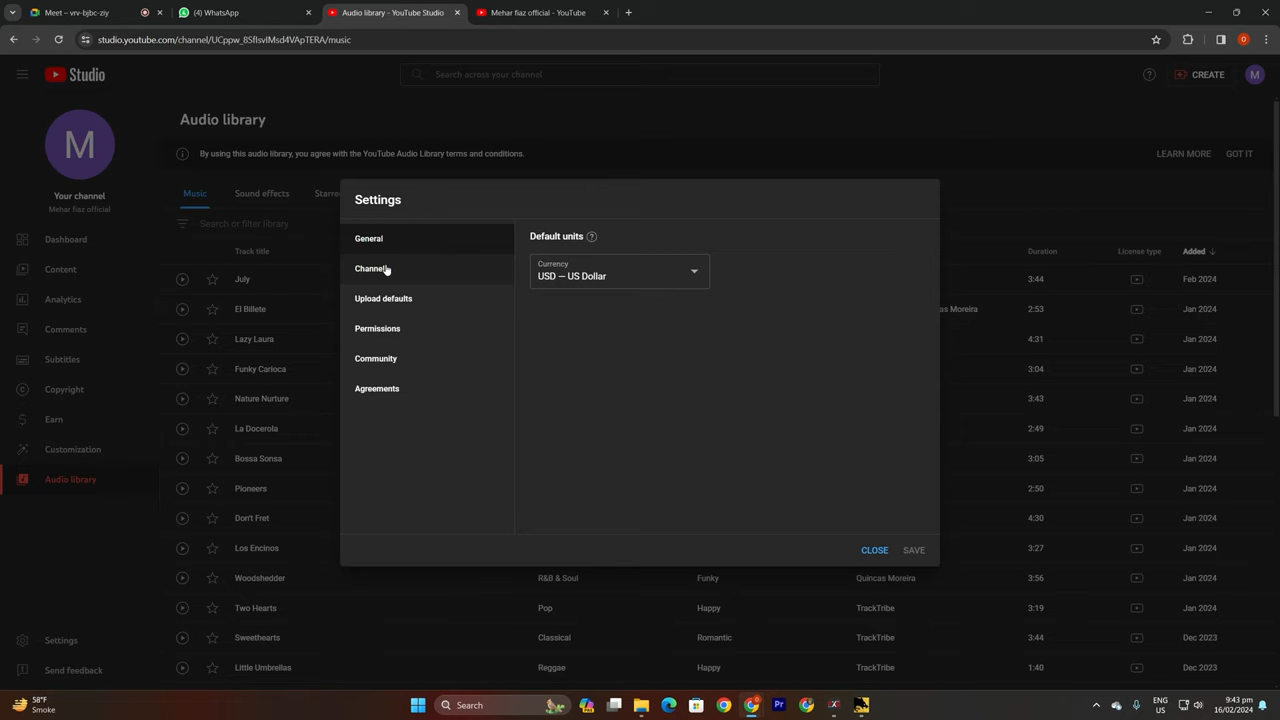 Meet – vrv-bjbc-ziy
(4) WhatsApp
Audio library - YouTube Studio
Mehar fiaz official - YouTube
studio.youtube.com/channel/UCppw_8SfIsvIMsd4VApTERA/music
Studio
Search across your channel
CREATE
M
M
Your channel
Mehar fiaz official
Dashboard
Content
Analytics
Comments
Subtitles
Copyright
Earn
Customization
Audio library
Settings
Send feedback
Audio library
By using this audio library, you agree with the YouTube Audio Library terms and conditions.
LEARN MORE
GOT IT
Music
Sound effects
Starre
Search or filter library
Track title
Duration
License type
Added
July
3:44
Feb 2024
El Billete
as Moreira
2:53
Jan 2024
Lazy Laura
4:31
Jan 2024
Funky Carioca
3:04
Jan 2024
Nature Nurture
3:43
Jan 2024
La Docerola
2:49
Jan 2024
Bossa Sonsa
3:05
Jan 2024
Pioneers
2:50
Jan 2024
Don't Fret
4:30
Jan 2024
Los Encinos
3:27
Jan 2024
Woodshedder
R&B & Soul
Funky
Quincas Moreira
3:56
Jan 2024
Two Hearts
Pop
Happy
TrackTribe
3:19
Jan 2024
Sweethearts
Classical
Romantic
TrackTribe
3:44
Dec 2023
Little Umbrellas
Reggae
Happy
TrackTribe
1:40
Dec 2023
Settings
General
Channel
Upload defaults
Permissions
Community
Agreements
Default units
Currency
USD — US Dollar
CLOSE
SAVE
58°F
Smoke
Search
ENG
US
9:43 pm
16/02/2024